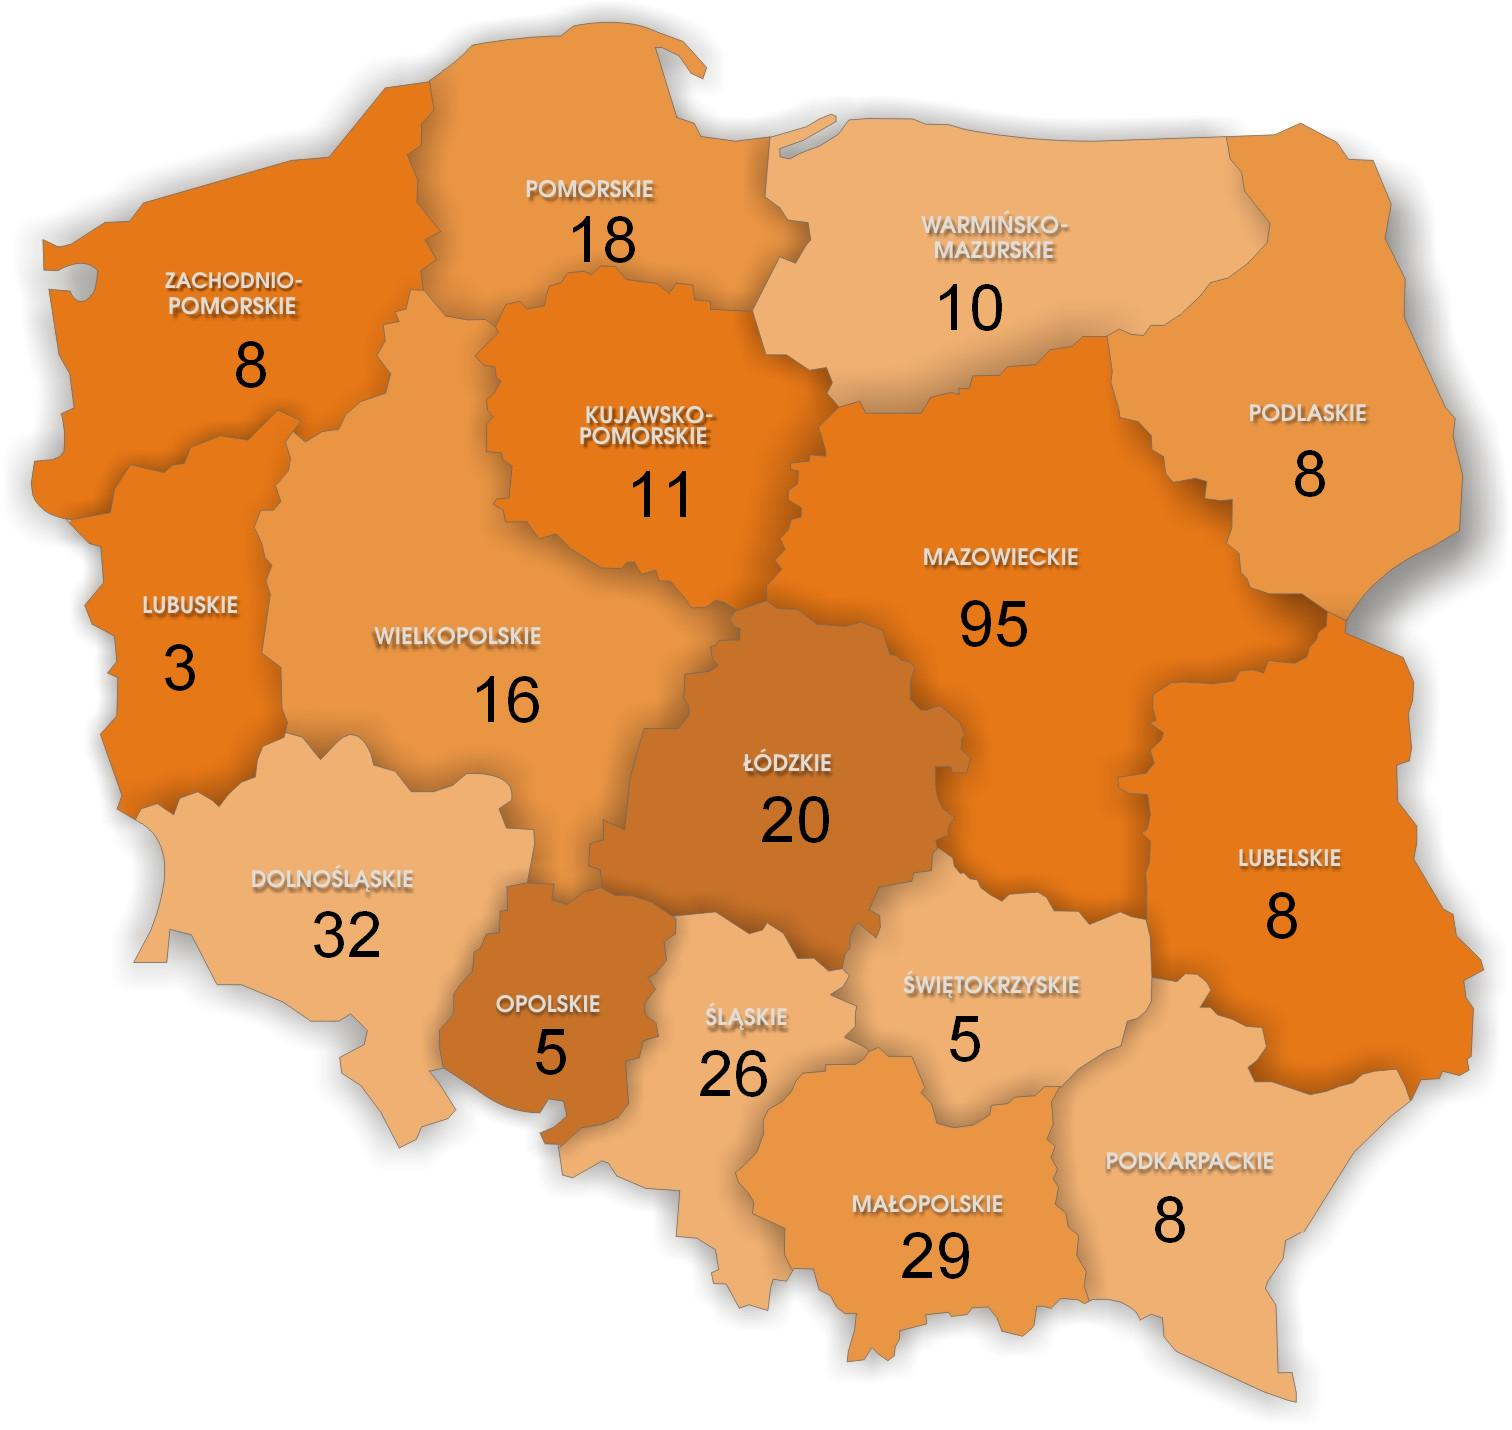 POMORSKIE
18
WARMIŃSKO-
MAZURSKIE
10
ZACHODNIO-
POMORSKIE
8
KUJAWSKO-
POMORSKIE
11
PODLASKIE
8
MAZOWIECKIE
95
LUBUSKIE
3
WIELKOPOLSKIE
16
ŁÓDZKIE
20
LUBELSKIE
8
DOLNOŚLĄSKIE
32
OPOLSKIE
5
ŚLĄSKIE
26
ŚWIĘTOKRZYSKIE
5
MAŁOPOLSKIE
29
PODKARPACKIE
8